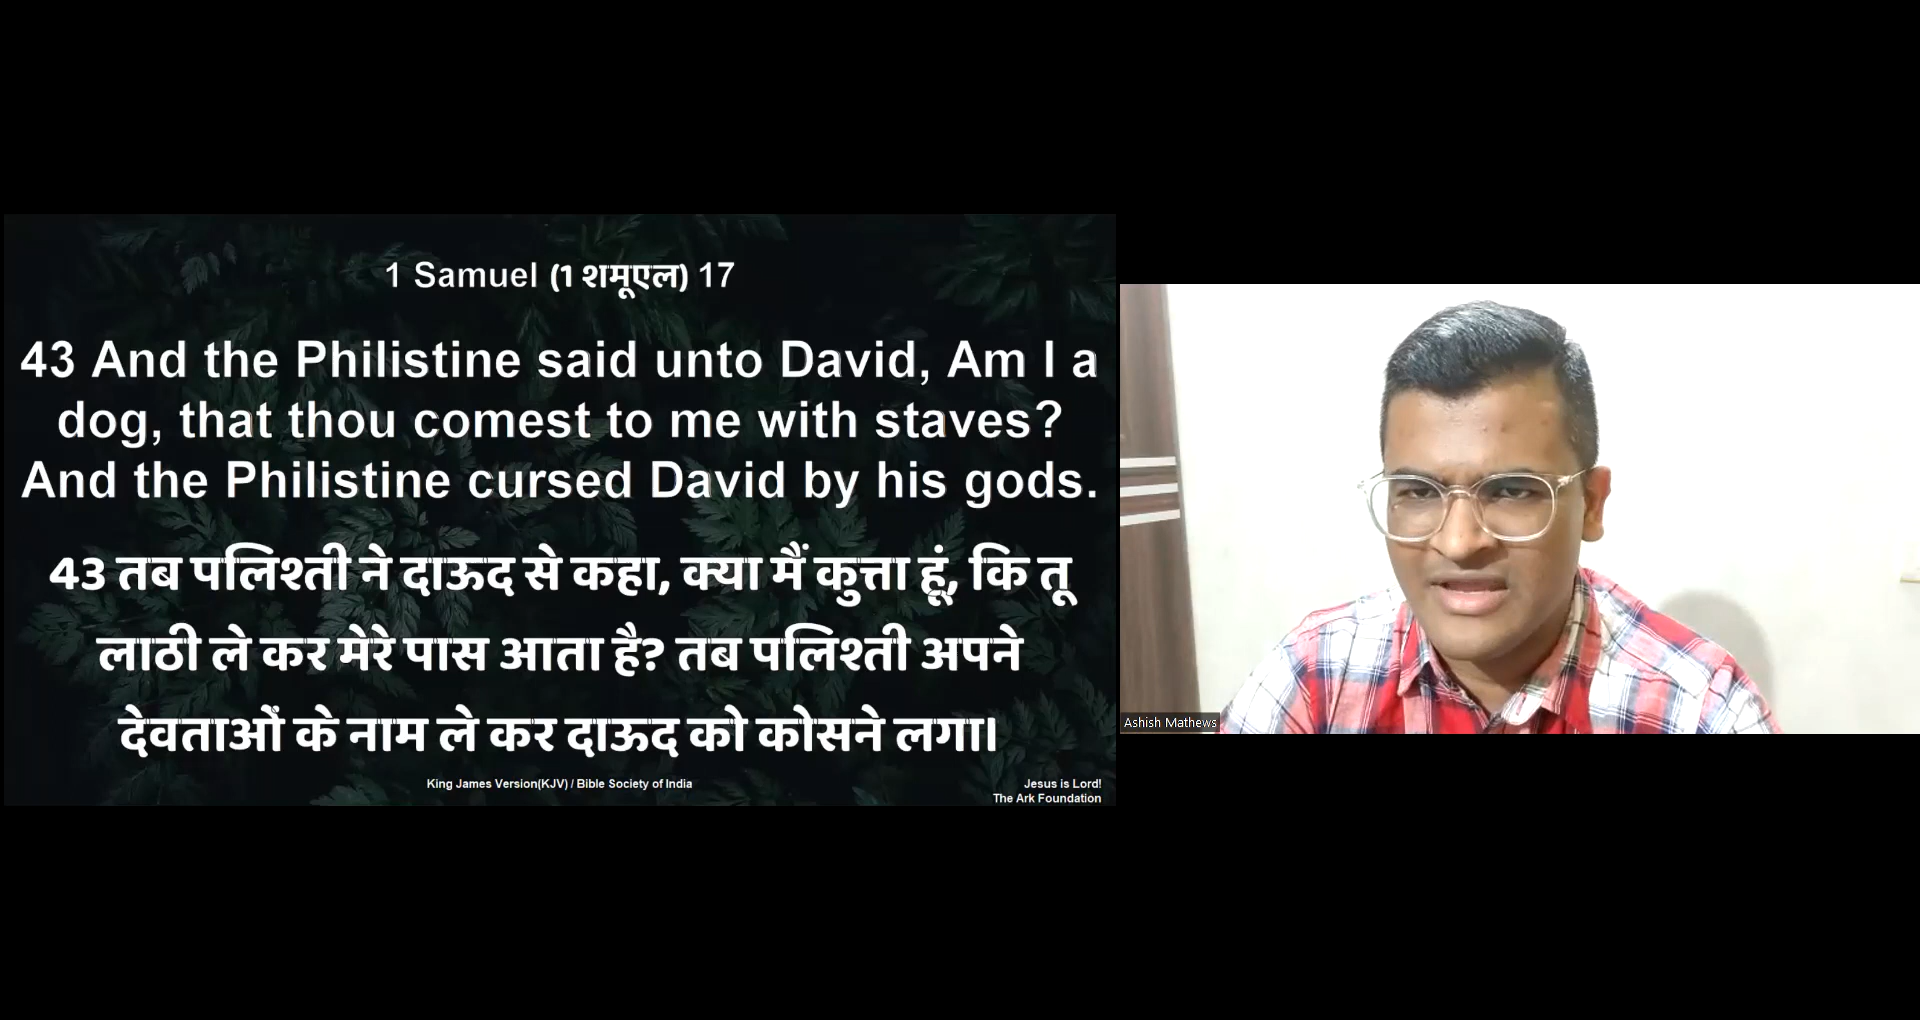 1 Samuel (1 शमूएल) 17
43 And the Philistine said unto David, Am I a
dog, that thou comest to me with staves?
And the Philistine cursed David by his gods.
43 तब पलिश्ती ने दाऊद से कहा, क्या मैं कुत्ता हूं, कि तू
लाठी ले कर मेरे पास आता है? तब पलिश्ती अपने
देवताओं के नाम ले कर दाऊद को कोसने लगा।
King James Version(KJV) / Bible Society of India
Jesus is Lord!
The Ark Foundation
Ashish Mathews